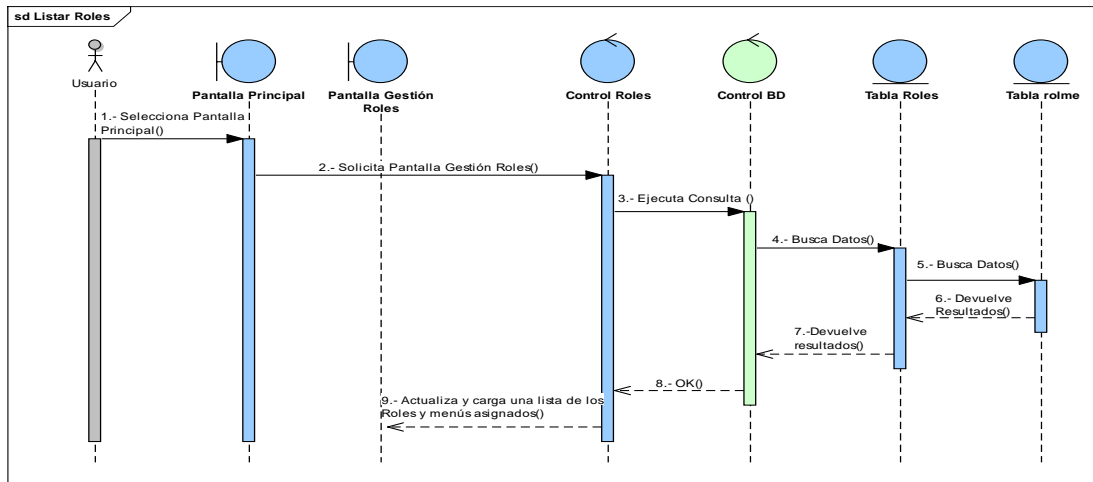 sd Listar Roles
Usuario
Pantalla Principal
Pantalla Gestión
Roles
Control Roles
Control BD
Tabla Roles
Tabla rolme
1.- Selecciona Pantalla
Principal()
2.- Solicita Pantalla Gestión Roles()
3.- Ejecuta Consulta ()
4.- Busca Datos()
5.- Busca Datos()
6.- Devuelve
Resultados()
7.-Devuelve
resultados()
8.- OK()
9.- Actualiza y carga una lista de los
Roles y menús asignados()